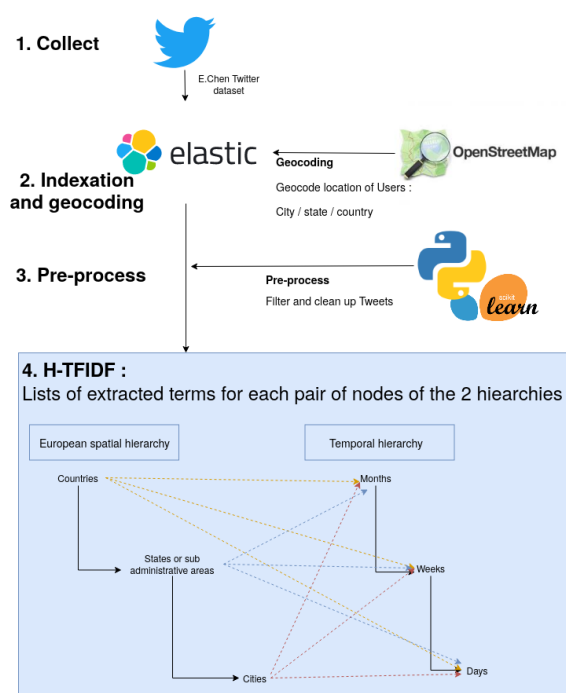 1. Collect
E.Chen Twitter
dataset
elastic
OpenStreetMap
Geocoding
Geocode location of Users :
City / state / country
2. Indexation
and geocoding
3. Pre-process
Pre-process
Filter and clean up Tweets
scikit
learn
4. H-TFIDF :
Lists of extracted terms for each pair of nodes of the 2 hiearchies
European spatial hierarchy
Temporal hierarchy
Countries
Months
States or sub
administrative areas
Weeks
Cities
Days